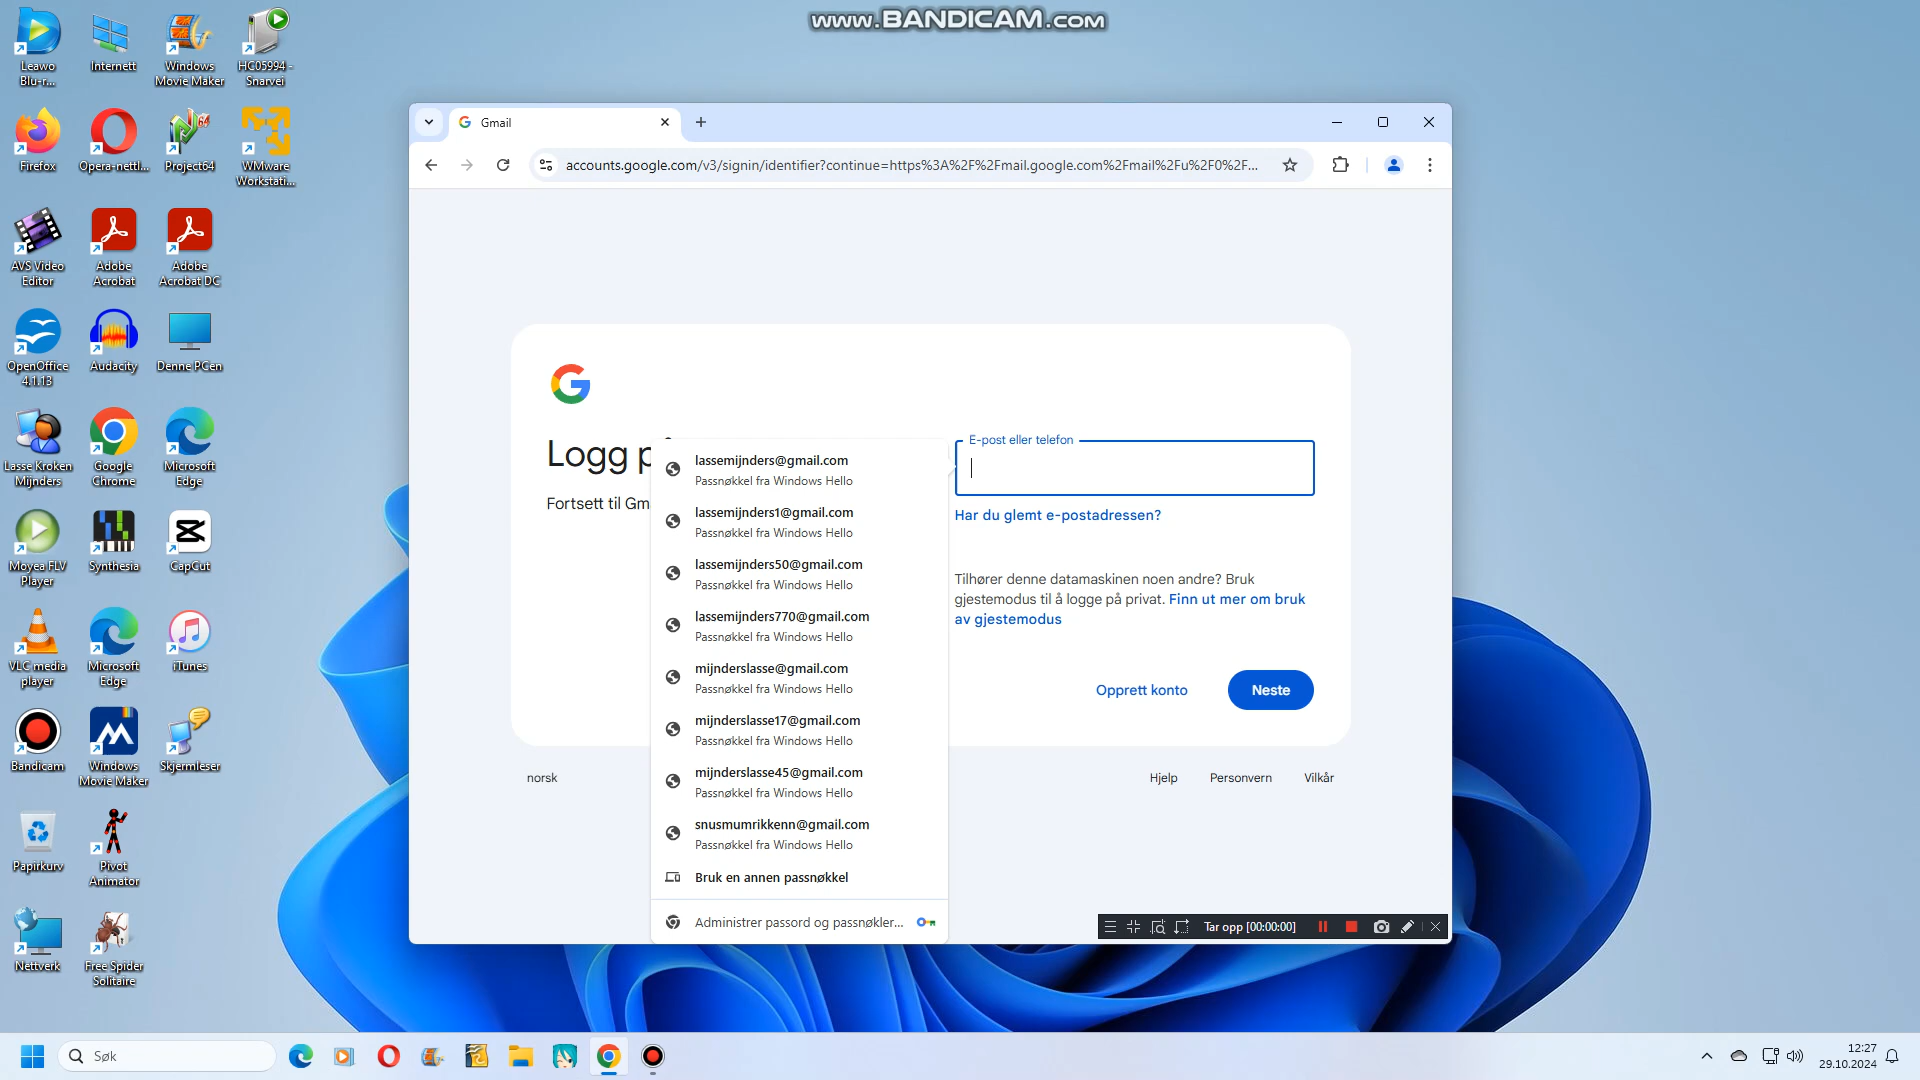 www.BANDICAM.com
Leawo
Blu-r...
Internett
Windows
Movie Maker
HC05994 -
Snarvei
Firefox
Opera-nettl...
Project64
WMware
Workstati...
AVS Video
Editor
Adobe
Acrobat
Adobe
Acrobat DC
OpenOffice
4.1.13
Audacity
Denne PCen
Lasse Kroken
Mijnders
Google
Chrome
Microsoft
Edge
Moyea FLV
Player
Synthesia
CapCut
VLC media
player
Microsoft
Edge
iTunes
Bandicam
Windows
Movie Maker
Skjermleser
Papirkurv
Pivot
Animator
Nettverk
Free Spider
Solitaire
Gmail
accounts.google.com/v3/signin/identifier?continue=https%3A%2F%2Fmail.google.com%2Fmail%2Fu%2F0%2F...
Logg p
Fortsett til Gm
lassemijnders@gmail.com
Passnøkkel fra Windows Hello
lassemijnders1@gmail.com
Passnøkkel fra Windows Hello
lassemijnders50@gmail.com
Passnøkkel fra Windows Hello
lassemijnders770@gmail.com
Passnøkkel fra Windows Hello
mijnderslasse@gmail.com
Passnøkkel fra Windows Hello
mijnderslasse17@gmail.com
Passnøkkel fra Windows Hello
mijnderslasse45@gmail.com
Passnøkkel fra Windows Hello
snusmumrikkenn@gmail.com
Passnøkkel fra Windows Hello
Bruk en annen passnøkkel
Administrer passord og passnøkler...
E-post eller telefon
Har du glemt e-postadressen?
Tilhører denne datamaskinen noen andre? Bruk
gjestemodus til å logge på privat. Finn ut mer om bruk
av gjestemodus
Opprett konto
Neste
norsk
Hjelp
Personvern
Vilkår
Tar opp [00:00:00]
Søk
12:27
29.10.2024